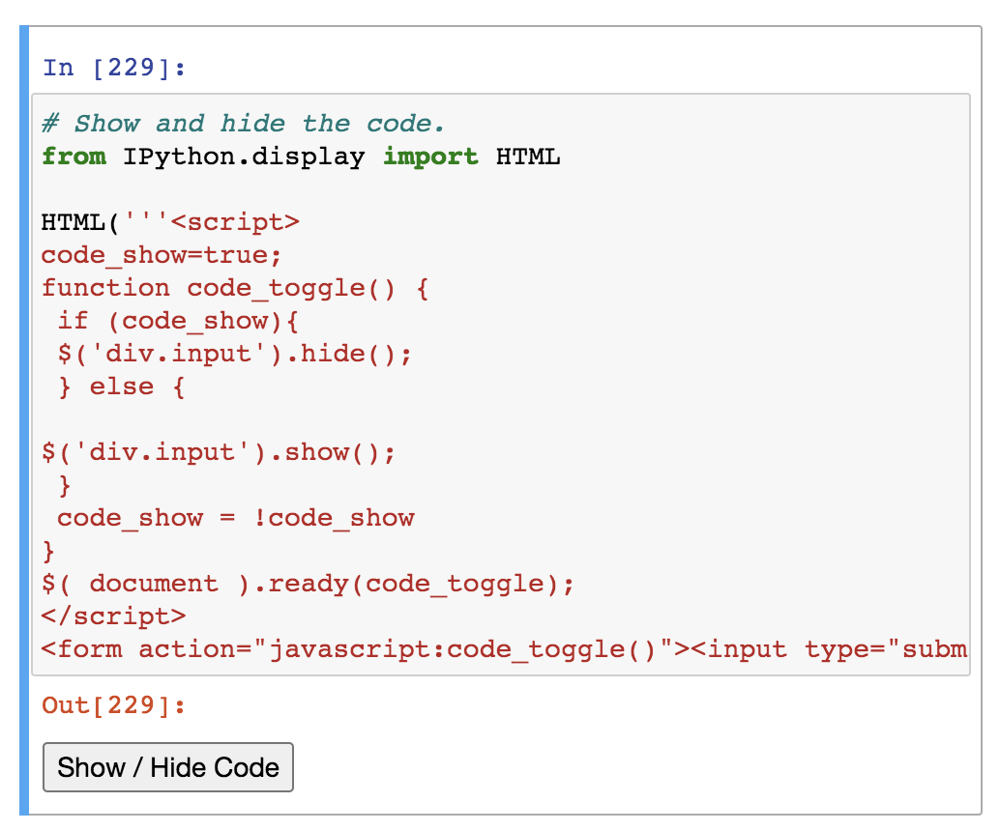 In [229]:
# Show and hide the code.
from IPython.display import HTML
HTML('''<script>
code_show=true;
function code_toggle() {
 if (code_show){
 $('div.input').hide();
 } else {
$('div.input').show();
 }
 code_show = !code_show
}
$( document ).ready(code_toggle);
</script>
<form action="javascript:code_toggle()"><input type="subm
Out[229]:
Show / Hide Code